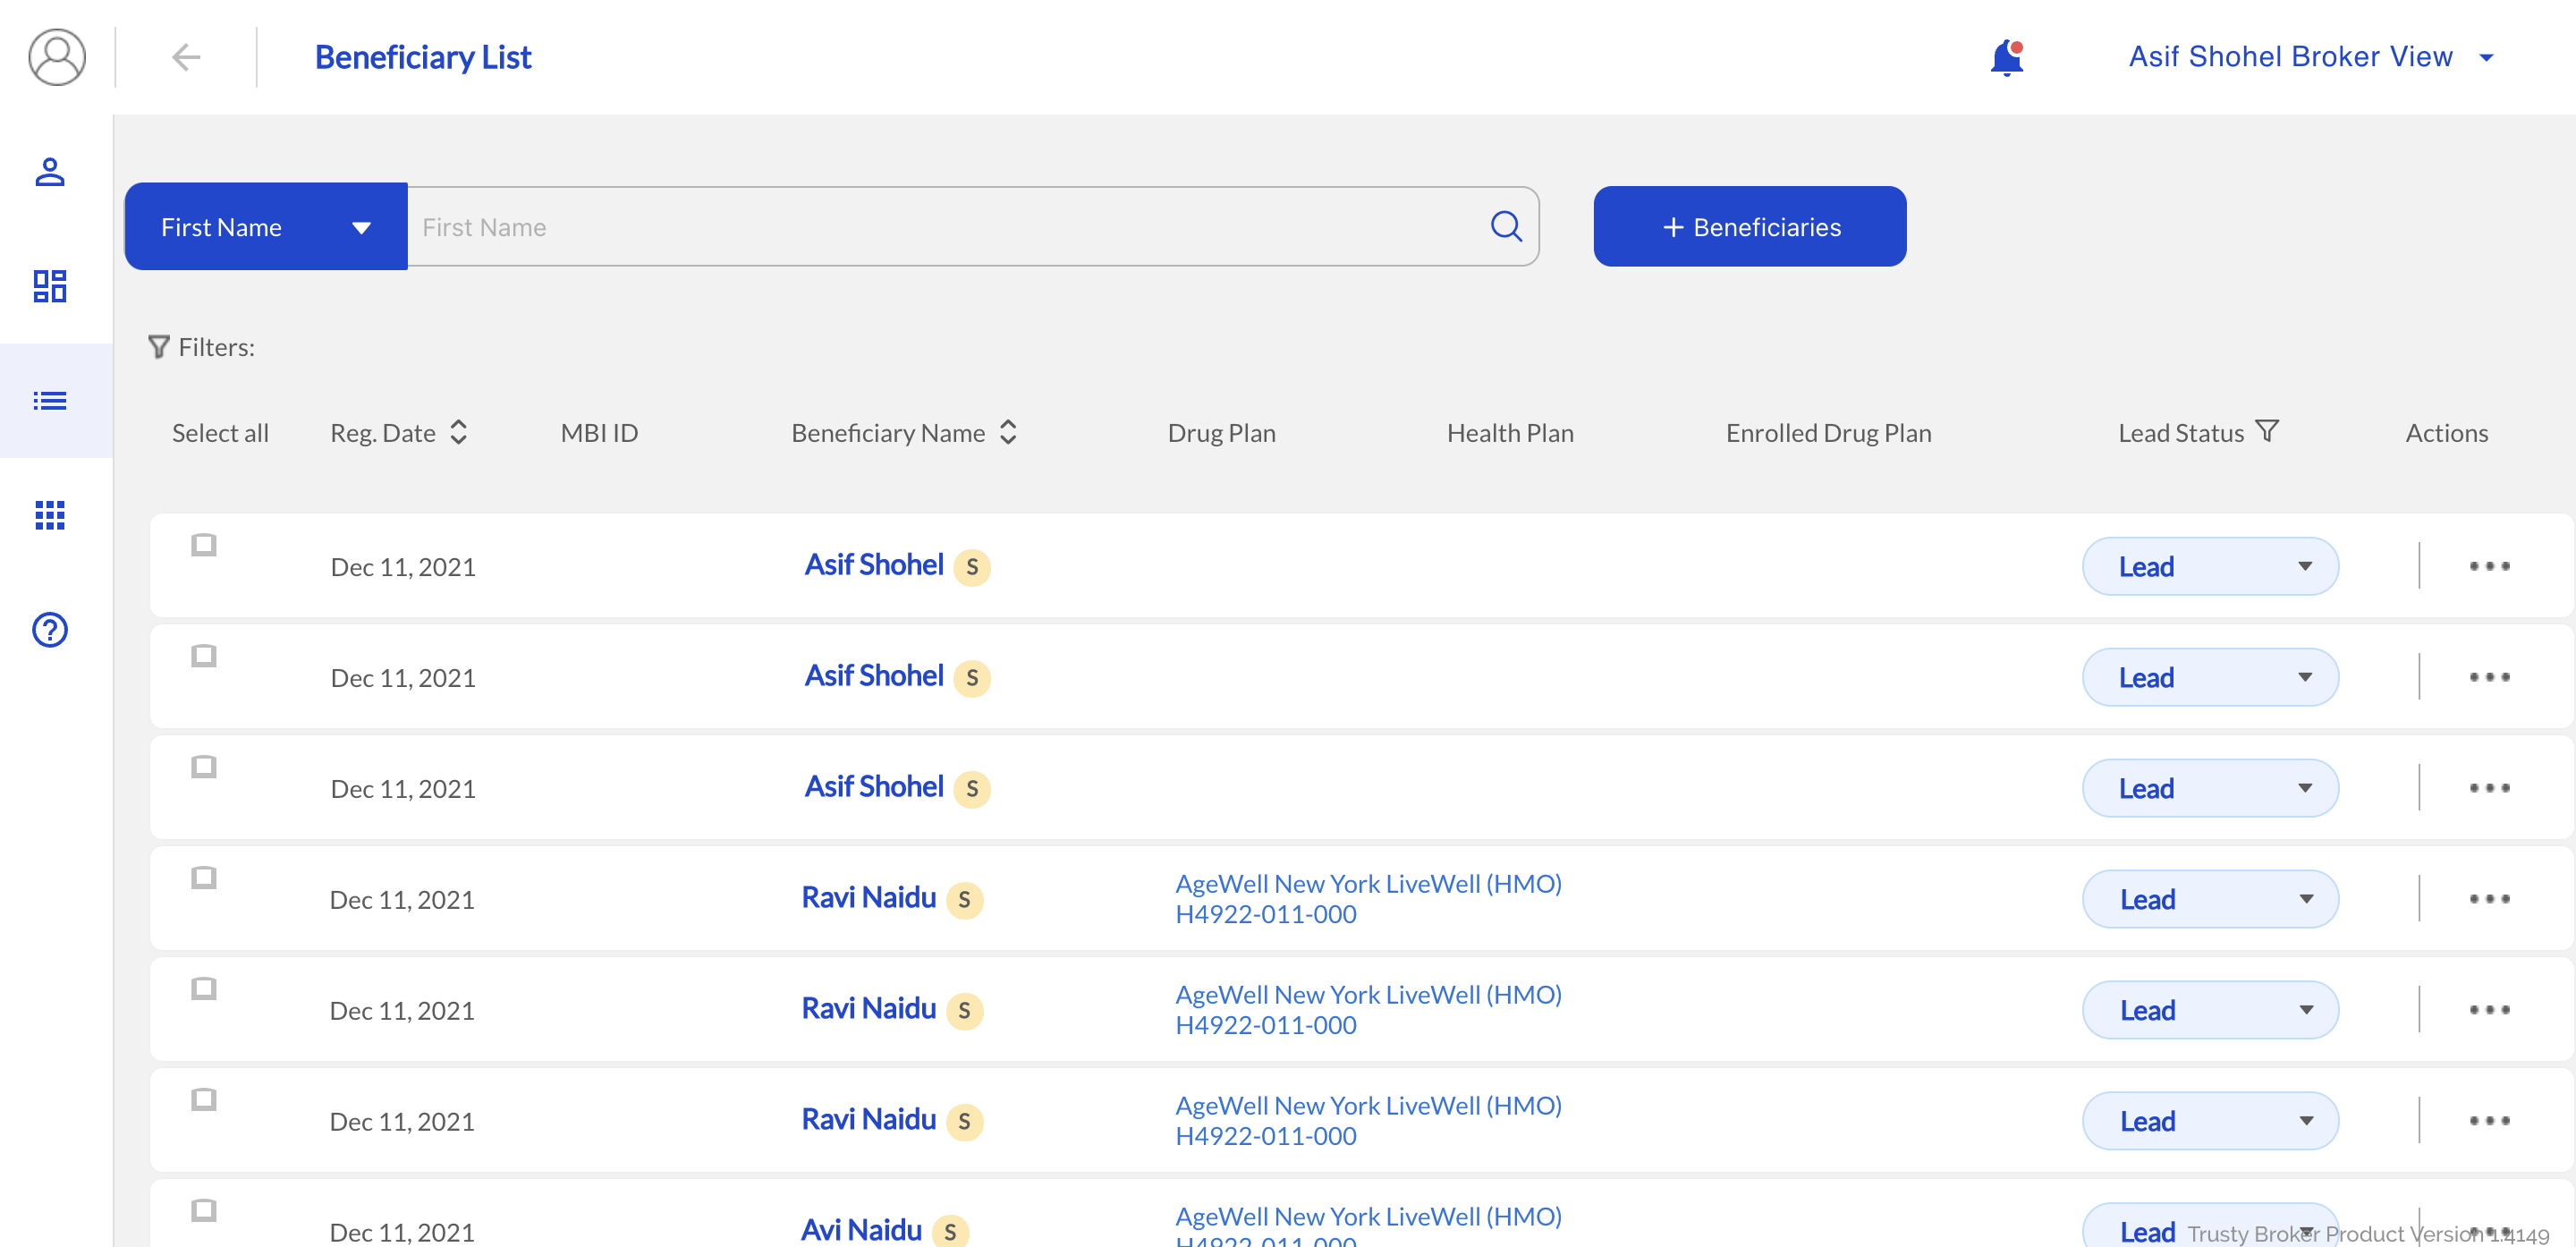 Beneficiary List
Asif Shohel Broker View
First Name
First Name
+ Beneficiaries
Filters:
Select all Reg. Date MBI ID Beneficiary Name Drug Plan Health Plan Enrolled Drug Plan Lead Status Actions
Dec 11, 2021 Asif Shohel S Lead
Dec 11, 2021 Asif Shohel S Lead
Dec 11, 2021 Asif Shohel S Lead
Dec 11, 2021 Ravi Naidu S AgeWell New York LiveWell (HMO) Lead
H4922-011-000
Dec 11, 2021 Ravi Naidu S AgeWell New York LiveWell (HMO) Lead
H4922-011-000
Dec 11, 2021 Ravi Naidu S AgeWell New York LiveWell (HMO) Lead
H4922-011-000
Dec 11, 2021 Avi Naidu S AgeWell New York LiveWell (HMO) Lead
H4922-011-000
Trusty Broker Product Version 1.4149